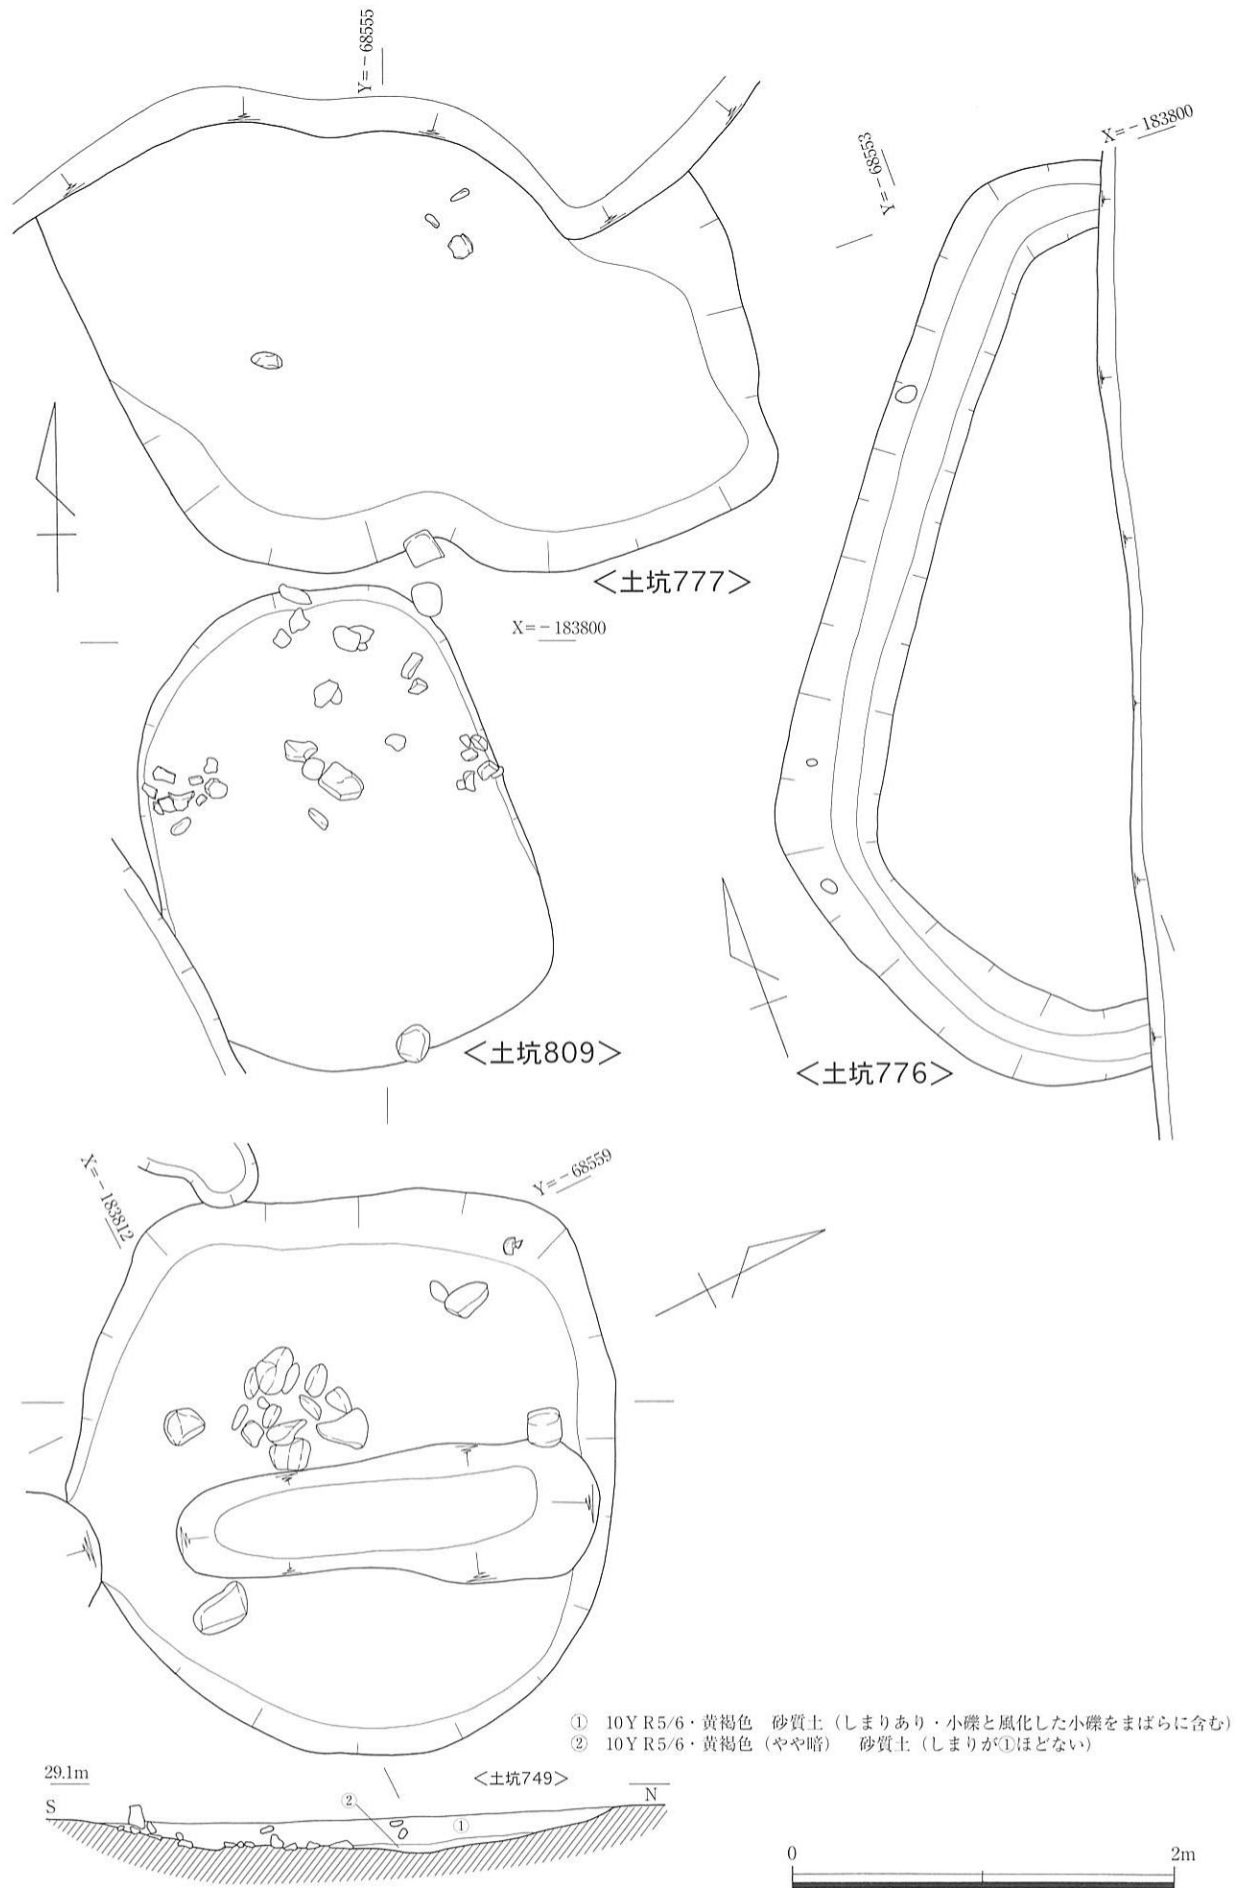 Y=−68555
X=−183800
Y=−68553
<土坑777>
X=−183800
<土坑809>
<土坑776>
X=−183812
Y=−68559
① 10YR5/6・黄褐色 砂質土（しまりあり・小礫と風化した小礫をまばらに含む）
② 10YR5/6・黄褐色（やや暗） 砂質土（しまりが①ほどない）
29.1m
<土坑749>
S
②
①
N
0
2m